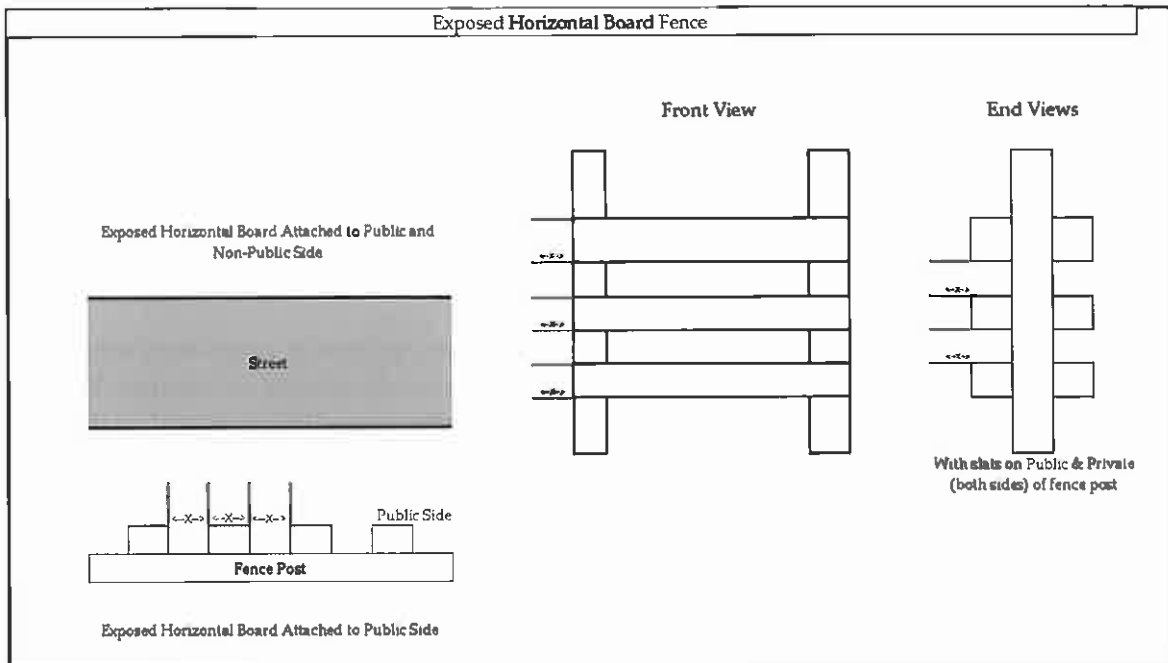 Exposed Horizontal Board Fence
Front View
End Views
Exposed Horizontal Board Attached to Public and
Non-Public Side
Street
<-x->
<-x->
<-x->
<-x->
<-x->
With slats on Public & Private
(both sides) of fence post
<--X--> <--X--> <--X-->
Public Side
Fence Post
Exposed Horizontal Board Attached to Public Side